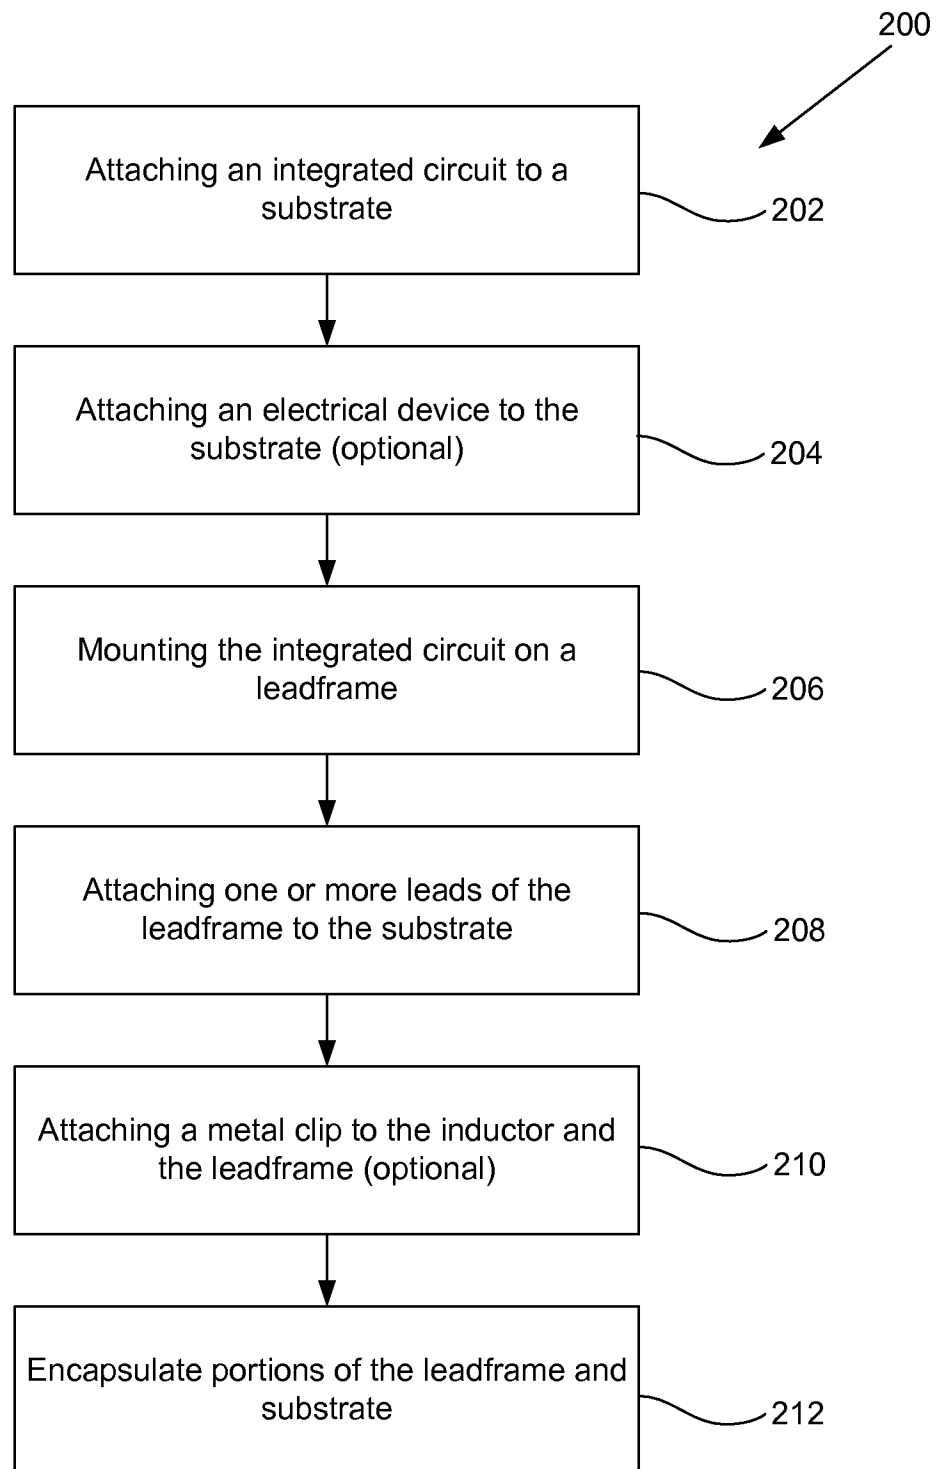 200
Attaching an integrated circuit to a
substrate
202
Attaching an electrical device to the
substrate (optional)
204
Mounting the integrated circuit on a
leadframe
206
Attaching one or more leads of the
leadframe to the substrate
208
Attaching a metal clip to the inductor and
the leadframe (optional)
210
Encapsulate portions of the leadframe and
substrate
212